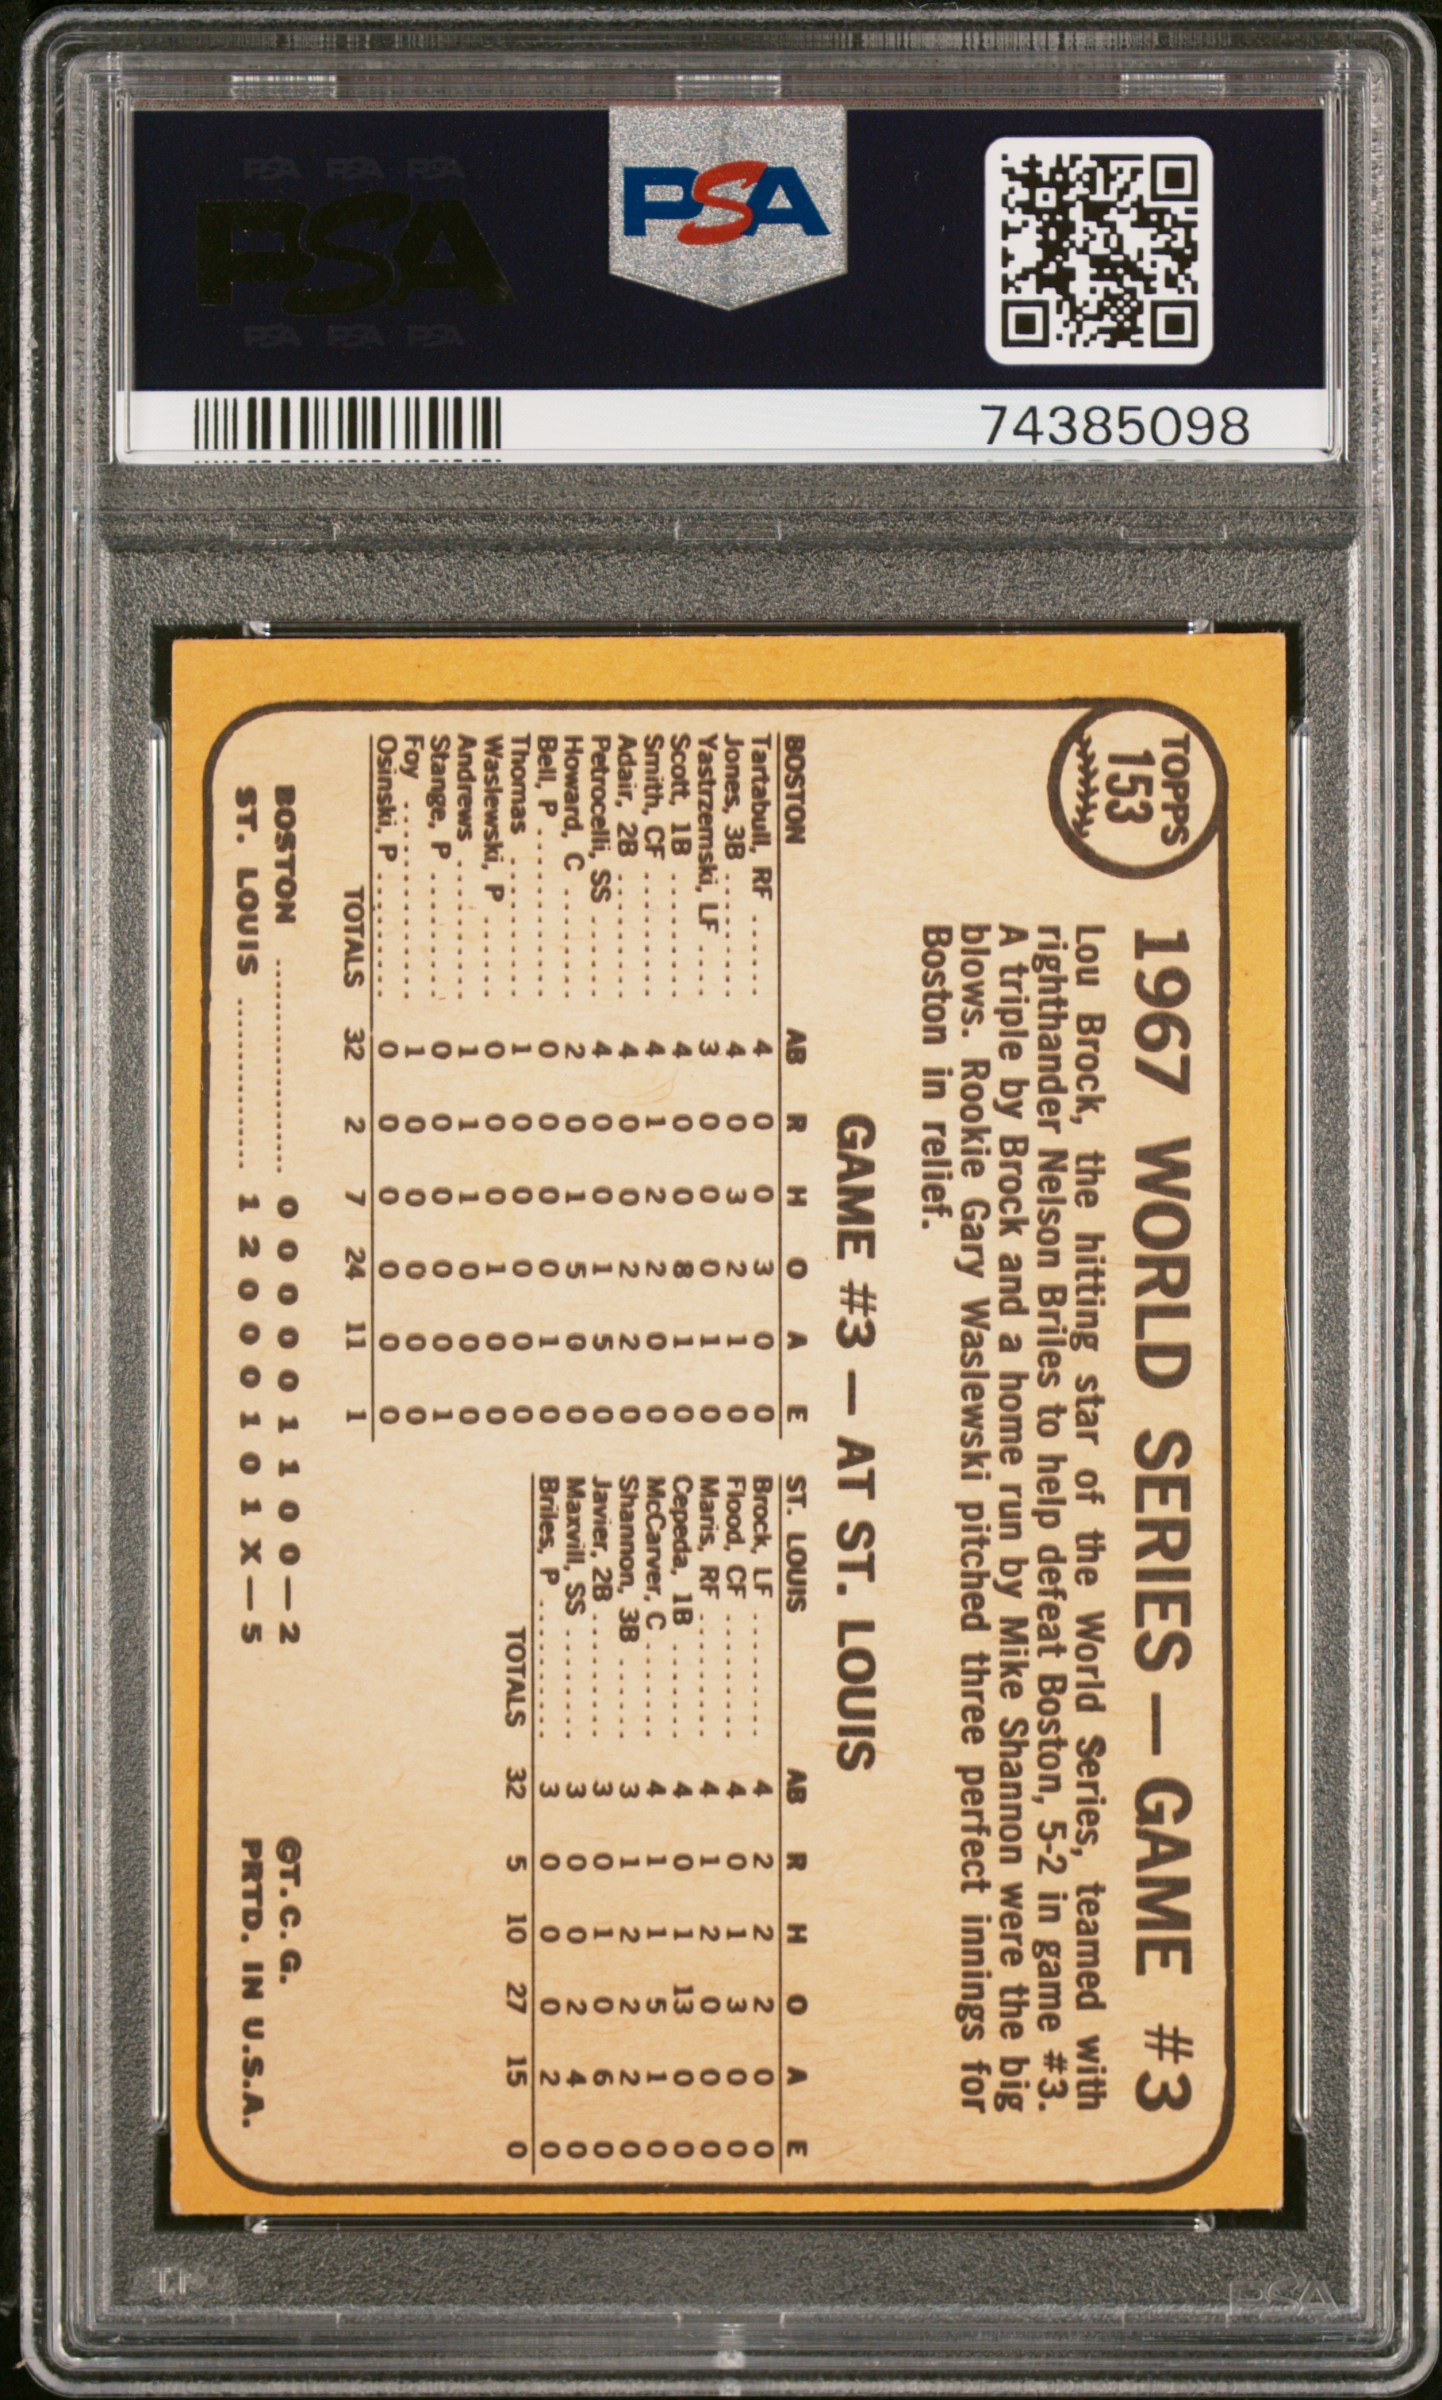 PSA PSA PSA
PSA
PSA PSA PSA
PSA
74385098
TOPPS
153
1967 WORLD SERIES — GAME #3
Lou Brock, the hitting star of the World Series, teamed with
righthander Nelson Briles to help defeat Boston, 5-2 in game #3.
A triple by Brock and a home run by Mike Shannon were the big
blows. Rookie Gary Waslewski pitched three perfect innings for
Boston in relief.
GAME #3 — AT ST. LOUIS
BOSTON AB R H O A E
Tartabull, RF ...... 4 0 0 3 0 0
Jones, 3B ........ 4 0 3 2 1 0
Yastrzemski, LF .... 3 0 0 0 1 0
Scott, 1B ......... 4 0 0 8 1 0
Smith, CF ......... 4 1 2 2 0 0
Adair, 2B ......... 4 0 0 2 2 0
Petrocelli, SS ...... 4 0 0 1 5 0
Howard, C ........ 2 0 1 5 0 0
Bell, P ............ 0 0 0 0 1 0
Thomas .......... 1 0 0 0 0 0
Waslewski, P ...... 0 0 0 1 0 0
Andrews .......... 1 1 1 0 0 0
Stange, P ......... 0 0 0 0 0 1
Foy .............. 1 0 0 0 0 0
Osinski, P ......... 0 0 0 0 0 0
TOTALS 32 2 7 24 11 1
ST. LOUIS AB R H O A E
Brock, LF ........ 4 2 2 2 0 0
Flood, CF ........ 4 0 1 3 0 0
Maris, RF ........ 4 1 2 0 0 0
Cepeda, 1B ...... 4 0 1 13 0 0
McCarver, C ...... 4 1 1 5 1 0
Shannon, 3B ..... 3 1 2 2 2 0
Javier, 2B ........ 3 0 1 0 6 0
Maxvill, SS ....... 3 0 0 2 4 0
Briles, P ......... 3 0 0 0 2 0
TOTALS 32 5 10 27 15 0
BOSTON .................. 0 0 0 0 0 1 1 0 0 — 2
ST. LOUIS ............... 1 2 0 0 0 1 0 1 X — 5
©T. C. G.
PRTD. IN U.S.A.
PSA